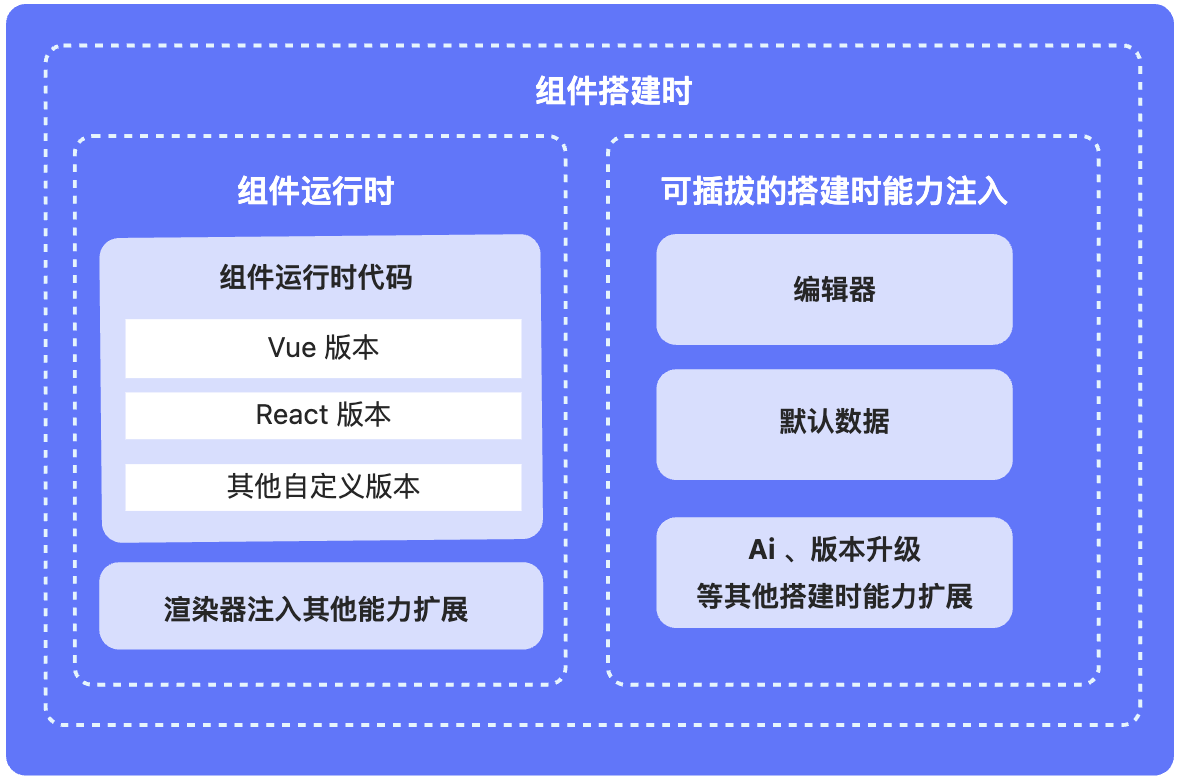 组件搭建时
组件运行时
组件运行时代码
Vue 版本
React 版本
其他自定义版本
渲染器注入其他能力扩展
可插拔的搭建时能力注入
编辑器
默认数据
Ai 、版本升级
等其他搭建时能力扩展